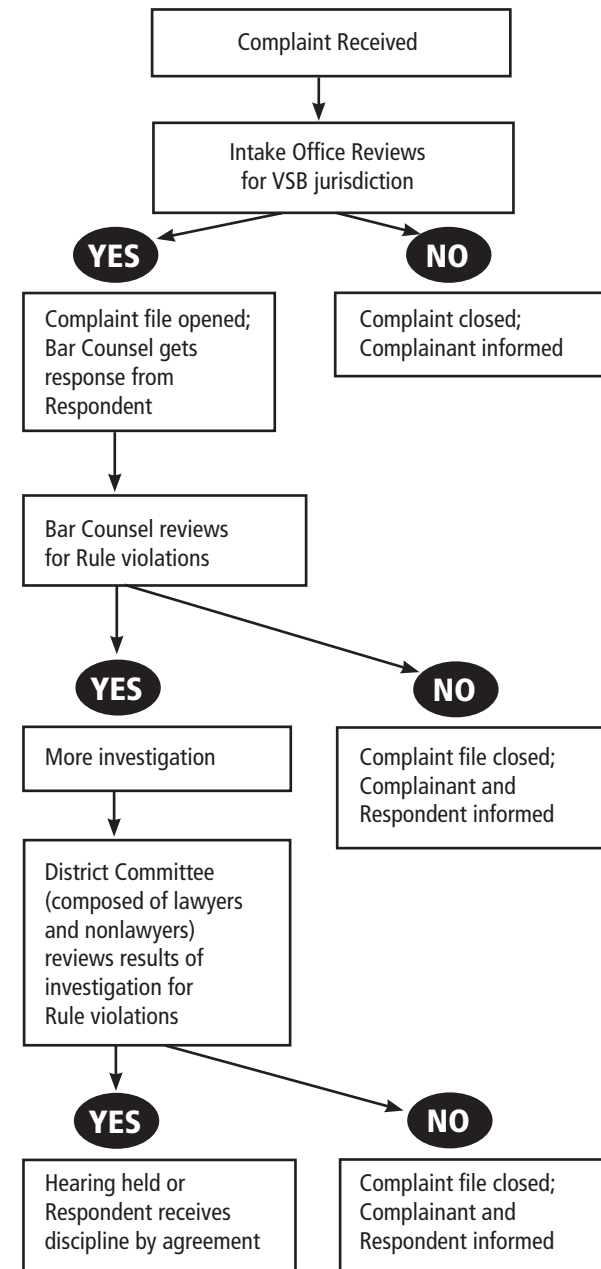 Complaint Received
Intake Office Reviews
for VSB jurisdiction
YES
NO
Complaint file opened;
Bar Counsel gets
response from
Respondent
Complaint closed;
Complainant informed
Bar Counsel reviews
for Rule violations
YES
NO
More investigation
Complaint file closed;
Complainant and
Respondent informed
District Committee
(composed of lawyers
and nonlawyers)
reviews results of
investigation for
Rule violations
YES
NO
Hearing held or
Respondent receives
discipline by agreement
Complaint file closed;
Complainant and
Respondent informed